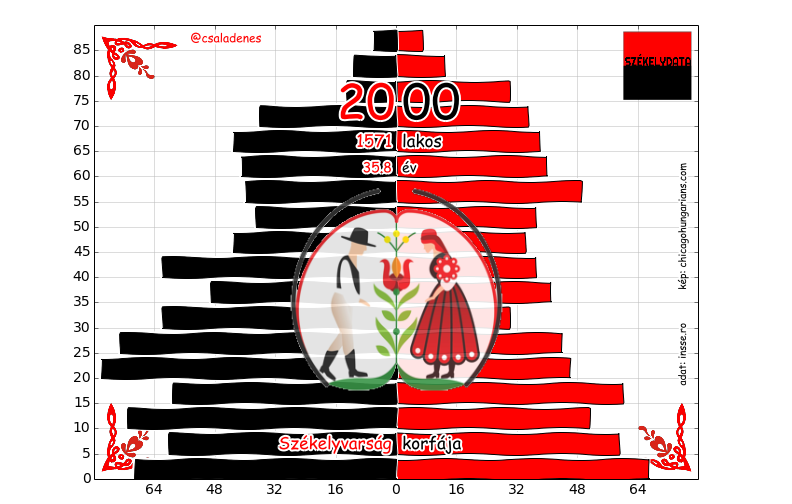 @csaladenes
SZÉKELYDATA
2000
1571 lakos
35.8 év
Székelyvarság korfája
kép: chicagohungarians.com
adat: insse.ro
85
80
75
70
65
60
55
50
45
40
35
30
25
20
15
10
5
0
64 48 32 16 0 16 32 48 64